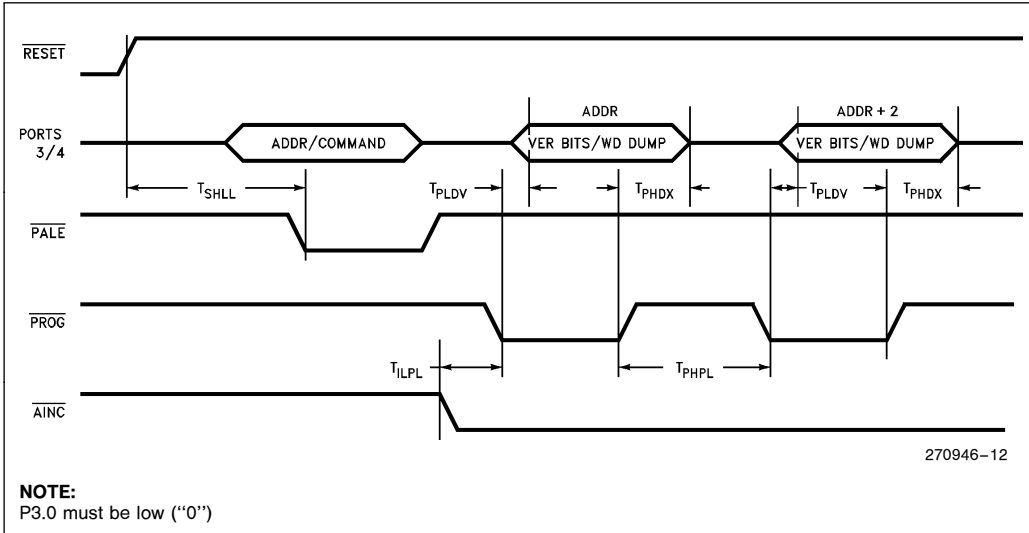 RESET
PORTS 3/4
ADDR/COMMAND
ADDR
VER BITS/WD DUMP
ADDR + 2
VER BITS/WD DUMP
TSHLL
TPLDV
TPHDX
TPLDV
TPHDX
PALE
PROG
TILPL
TPHPL
AINC
270946–12
NOTE:
P3.0 must be low (‘‘0’’)